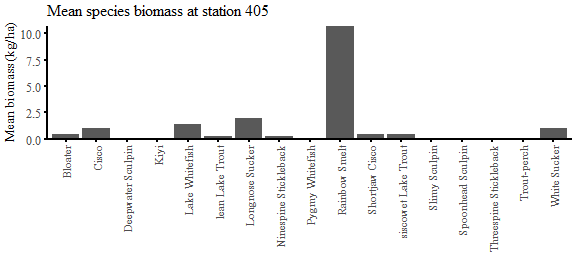 Mean species biomass at station 405
Mean biomass (kg/ha)
10.0
7.5
5.0
2.5
0.0
Bloater
Cisco
Deepwater Sculpin
Kiyi
Lake Whitefish
lean Lake Trout
Longnose Sucker
Ninespine Stickleback
Pygmy Whitefish
Rainbow Smelt
Shortjaw Cisco
siscowet Lake Trout
Slimy Sculpin
Spoonhead Sculpin
Threespine Stickleback
Trout-perch
White Sucker